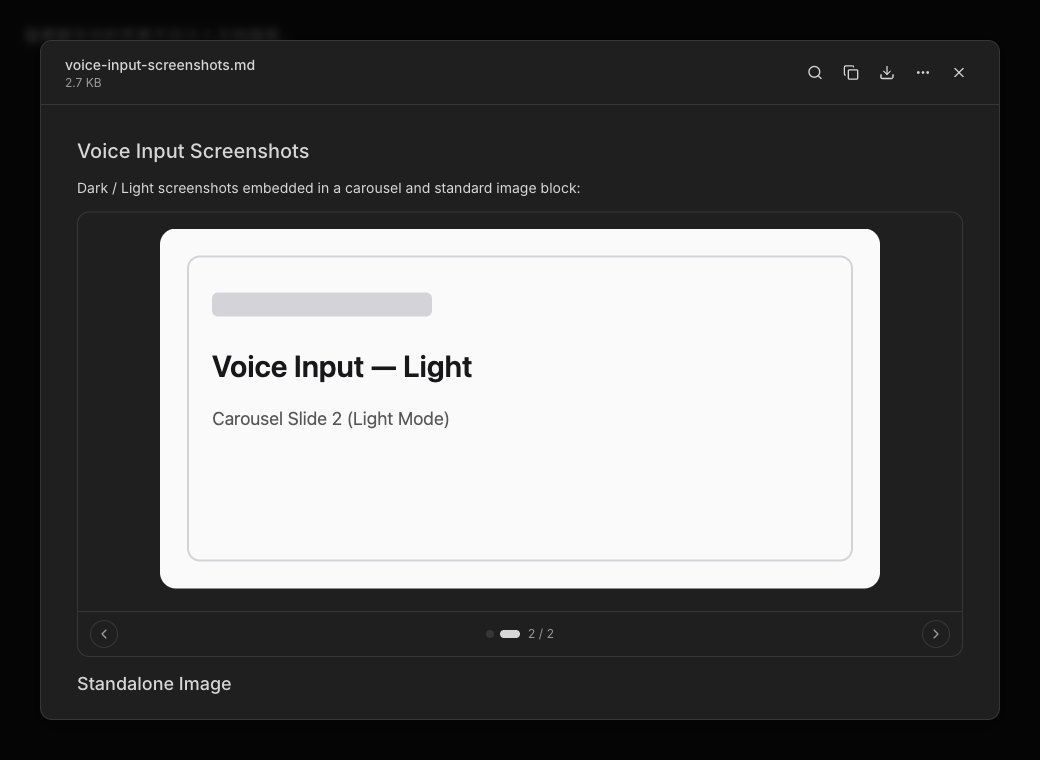 voice-input-screenshots.md
2.7 KB
Voice Input Screenshots
Dark / Light screenshots embedded in a carousel and standard image block:
Voice Input — Light
Carousel Slide 2 (Light Mode)
2 / 2
Standalone Image